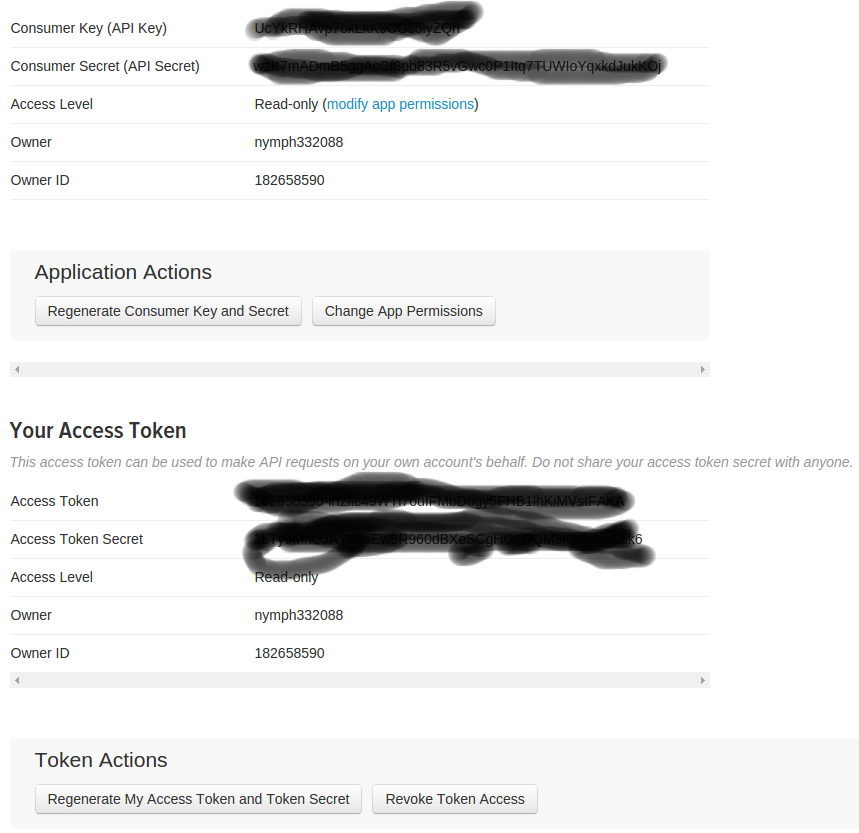 Consumer Key (API Key)
Consumer Secret (API Secret)
Access Level Read-only (modify app permissions)
Owner nymph332088
Owner ID 182658590
Application Actions
Regenerate Consumer Key and Secret Change App Permissions
Your Access Token
This access token can be used to make API requests on your own account's behalf. Do not share your access token secret with anyone.
Access Token
Access Token Secret
Access Level Read-only
Owner nymph332088
Owner ID 182658590
Token Actions
Regenerate My Access Token and Token Secret Revoke Token Access